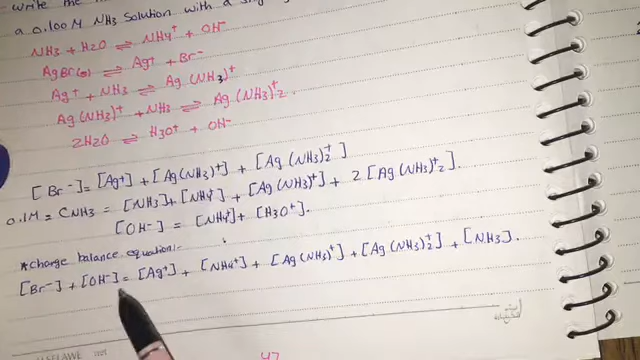 write the
a 0.100 M NH3 solution with a
NH3 + H2O ⇌ NH4⁺ + OH⁻
AgBr(s) ⇌ Ag⁺ + Br⁻
Ag⁺ + NH3 ⇌ Ag(NH3)⁺
Ag(NH3)⁺ + NH3 ⇌ Ag(NH3)⁺2.
2H2O ⇌ H3O⁺ + OH⁻
[Br⁻] = [Ag⁺] + [Ag(NH3)⁺] + [Ag(NH3)2⁺]
0.1M = CNH3 = [NH3] + [NH4⁺] + [Ag(NH3)⁺] + 2[Ag(NH3)⁺2].
[OH⁻] = [NH4⁺] + [H3O⁺].
*charge balance equation:-
[Br⁻] + [OH⁻] = [Ag⁺] + [NH4⁺] + [Ag(NH3)⁺] + [Ag(NH3)2⁺] + [NH3].
47